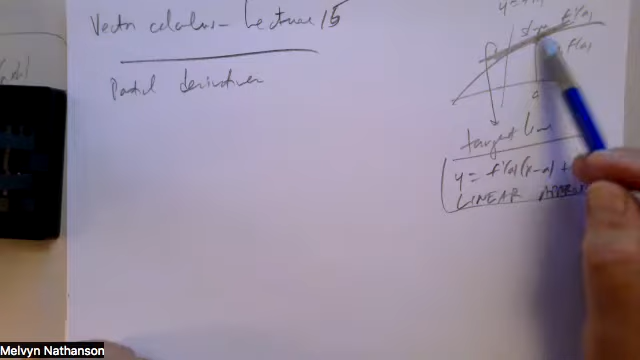 Vector calculus - Lecture 15
Partial derivatives
slope f'(a)
f(a)
a
tangent line
y = f'(a)(x-a) +
LINEAR
Melvyn Nathanson